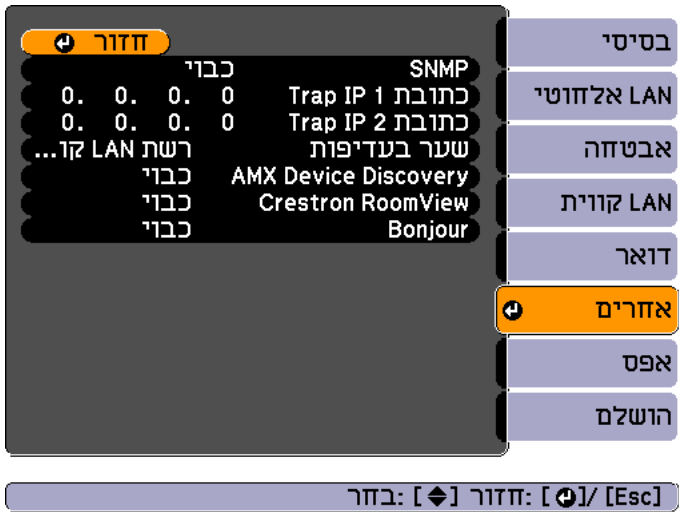 חזור
SNMP כבוי
כתובת Trap IP 1 0. 0. 0. 0
כתובת Trap IP 2 0. 0. 0. 0
שער בעדיפות רשת LAN קו...
AMX Device Discovery כבוי
Crestron RoomView כבוי
Bonjour כבוי
בסיסי
LAN אלחוטי
אבטחה
LAN קווית
דואר
אחרים
אפס
הושלם
[Esc] /[ ] :חזור [ ] :בחר